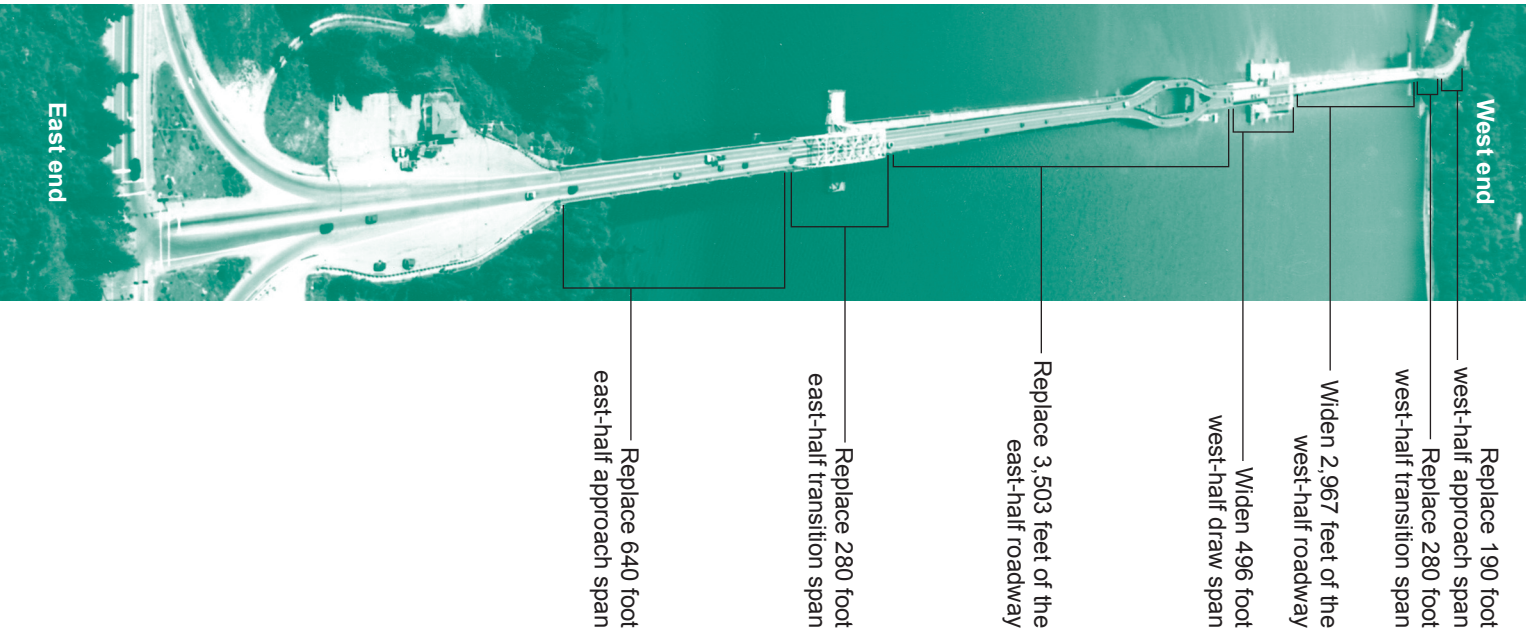 West end
Replace 190 foot
west-half approach span
Replace 280 foot
west-half transition span
Widen 2,967 feet of the
west-half roadway
Widen 496 foot
west-half draw span
Replace 3,503 feet of the
east-half roadway
Replace 280 foot
east-half transition span
Replace 640 foot
east-half approach span
East end